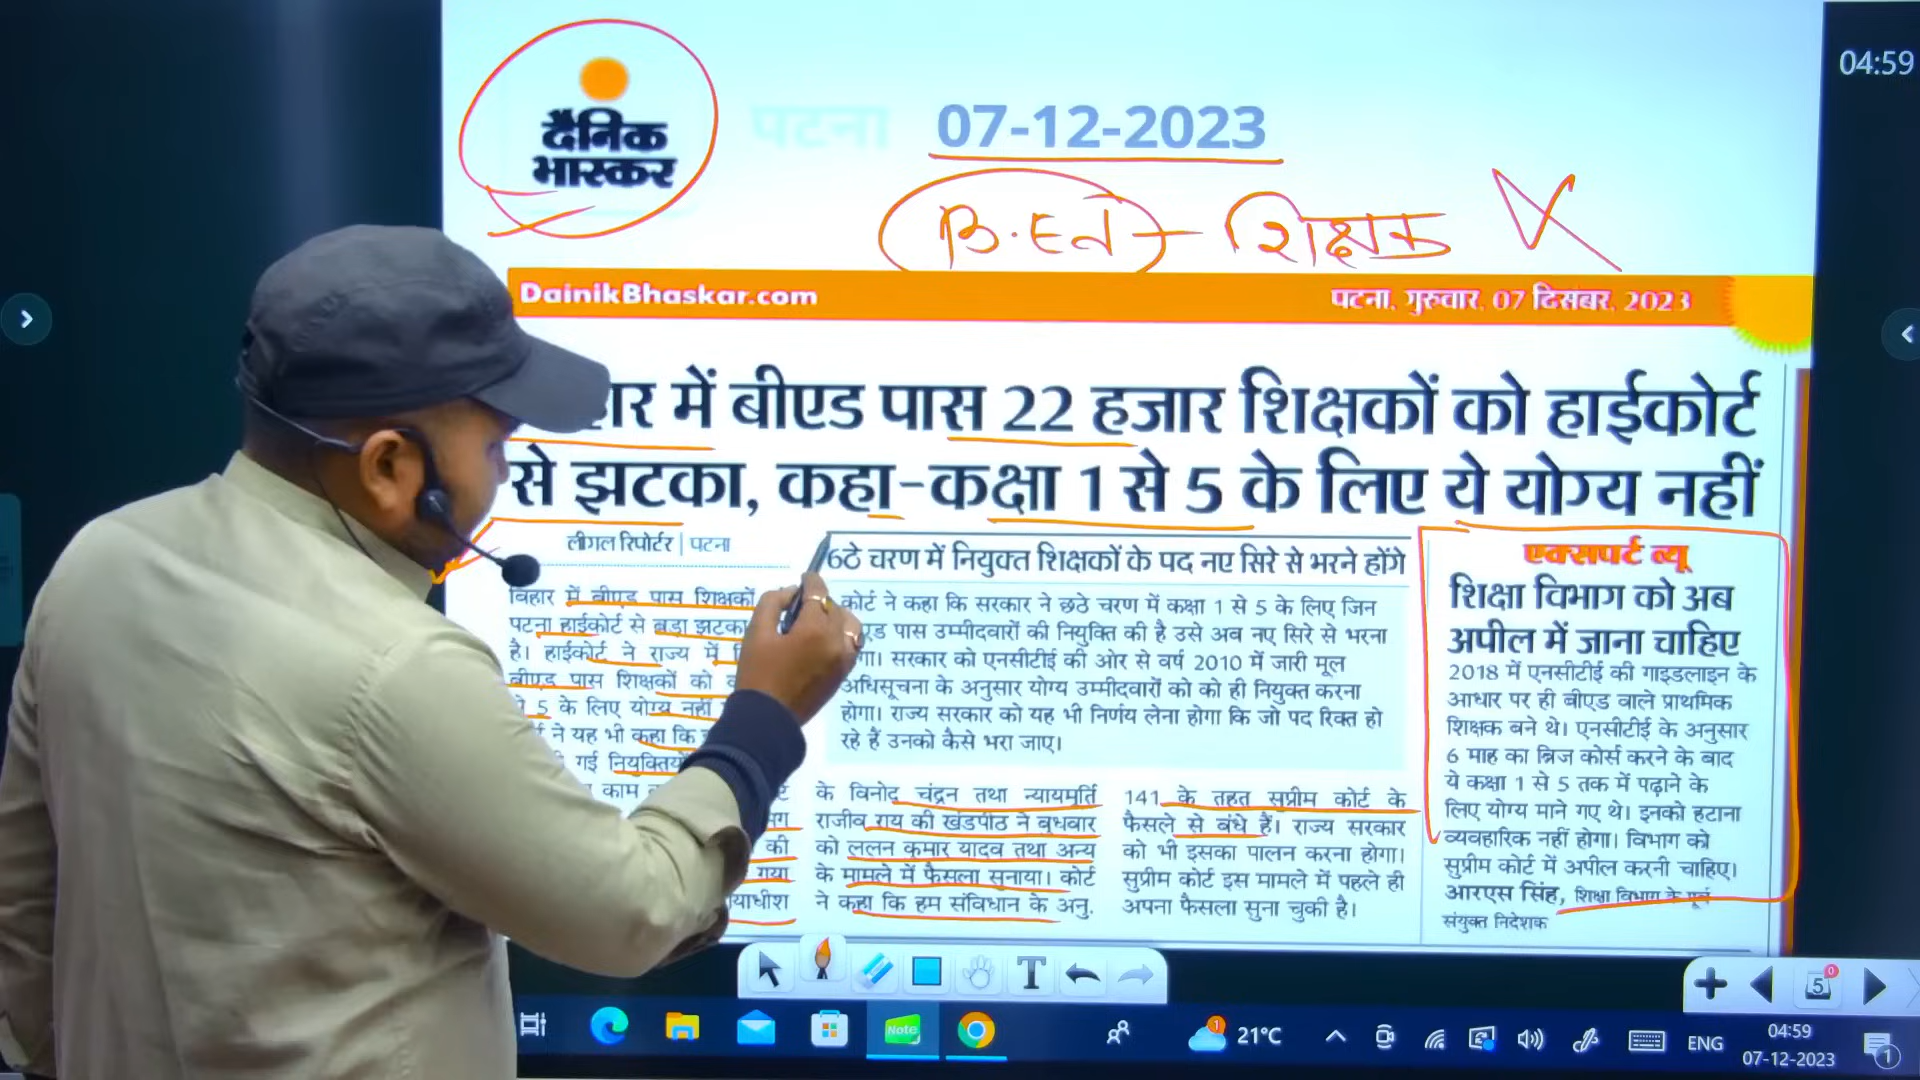 04:59
दैनिक
भास्कर
पटना
07-12-2023
B.Ed
शिक्षक
DainikBhaskar.com
पटना, गुरुवार, 07 दिसंबर, 2023
में बीएड पास 22 हजार शिक्षकों को हाईकोर्ट
से झटका, कहा-कक्षा 1 से 5 के लिए ये योग्य नहीं
लीगल रिपोर्टर | पटना
बिहार में बीएड पास शिक्षकों
पटना हाईकोर्ट से बड़ा झटका
है। हाईकोर्ट ने राज्य में
बीएड पास शिक्षकों को
5 के लिए योग्य नहीं
ने यह भी कहा कि
गई
काम
की
गया
6ठे चरण में नियुक्त शिक्षकों के पद नए सिरे से भरने होंगे
कोर्ट ने कहा कि सरकार ने छठे चरण में कक्षा 1 से 5 के लिए जिन
पास उम्मीदवारों की नियुक्ति की है उसे अब नए सिरे से भरना
सरकार को एनसीटीई की ओर से वर्ष 2010 में जारी मूल
अधिसूचना के अनुसार योग्य उम्मीदवारों को को ही नियुक्त करना
होगा। राज्य सरकार को यह भी निर्णय लेना होगा कि जो पद रिक्त हो
रहे हैं उनको कैसे भरा जाए।
के विनोद चंद्रन तथा न्यायमूर्ति
राजीव राय की खंडपीठ ने बुधवार
को ललन कुमार यादव तथा अन्य
के मामले में फैसला सुनाया। कोर्ट
ने कहा कि हम संविधान के अनु.
141 के तहत सुप्रीम कोर्ट के
फैसले से बंधे हैं। राज्य सरकार
को भी इसका पालन करना होगा।
सुप्रीम कोर्ट इस मामले में पहले ही
अपना फैसला सुना चुकी है।
एक्सपर्ट व्यू
शिक्षा विभाग को अब
अपील में जाना चाहिए
2018 में एनसीटीई की गाइडलाइन के
आधार पर ही बीएड वाले प्राथमिक
शिक्षक बने थे। एनसीटीई के अनुसार
6 माह का ब्रिज कोर्स करने के बाद
ये कक्षा 1 से 5 तक में पढ़ाने के
लिए योग्य माने गए थे। इनको हटाना
व्यवहारिक नहीं होगा। विभाग को
सुप्रीम कोर्ट में अपील करनी चाहिए।
आरएस सिंह, शिक्षा विभाग के पूर्व
संयुक्त निदेशक
T
5
0
Note
1
21°C
ENG
04:59
07-12-2023
1